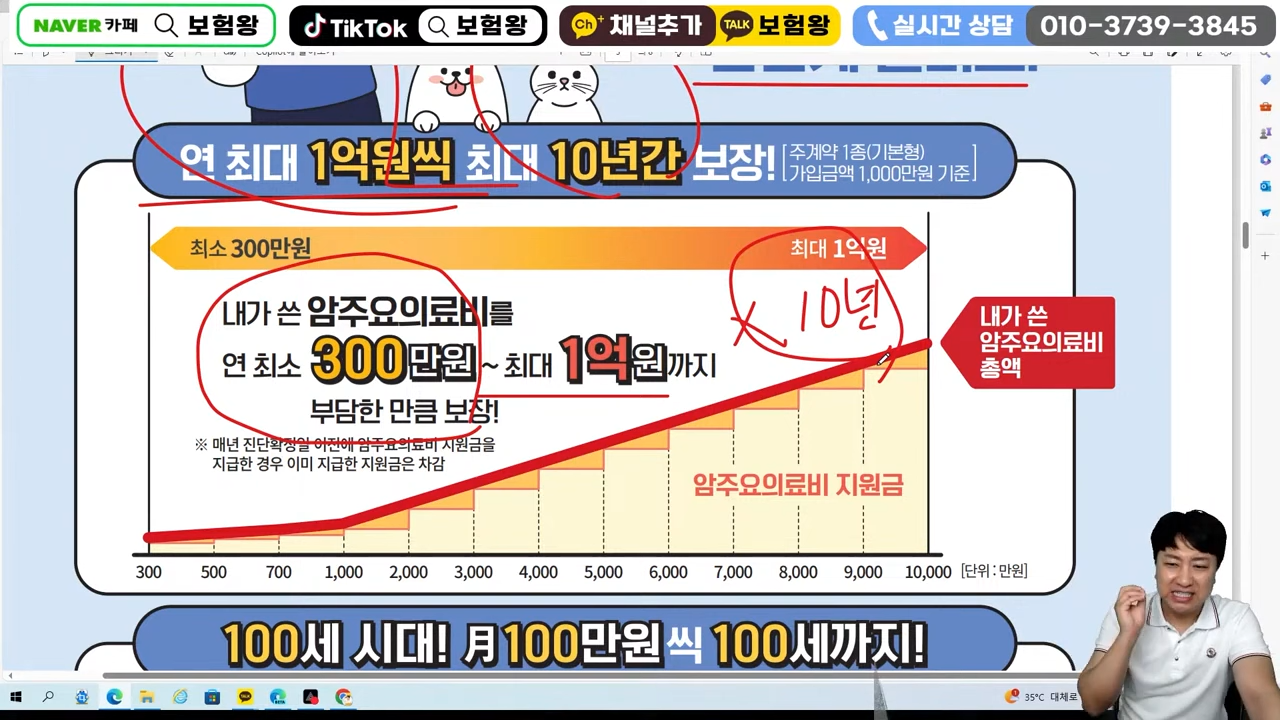 NAVER 카페 보험왕
TikTok 보험왕
Ch+ 채널추가 TALK 보험왕
실시간 상담 010-3739-3845
연 최대 1억원씩 최대 10년간 보장!
주계약 1종(기본형)
가입금액 1,000만원 기준
최소 300만원
최대 1억원
내가 쓴 암주요의료비를
연 최소 300만원 ~ 최대 1억원까지
부담한 만큼 보장!
※ 매년 진단확정일 이전에 암주요의료비 지원금을
지급한 경우 이미 지급한 지원금은 차감
× 10년
내가 쓴
암주요의료비
총액
암주요의료비 지원금
300 500 700 1,000 2,000 3,000 4,000 5,000 6,000 7,000 8,000 9,000 10,000 [단위 : 만원]
100세 시대! 月100만원씩 100세까지!
35°C 대체로